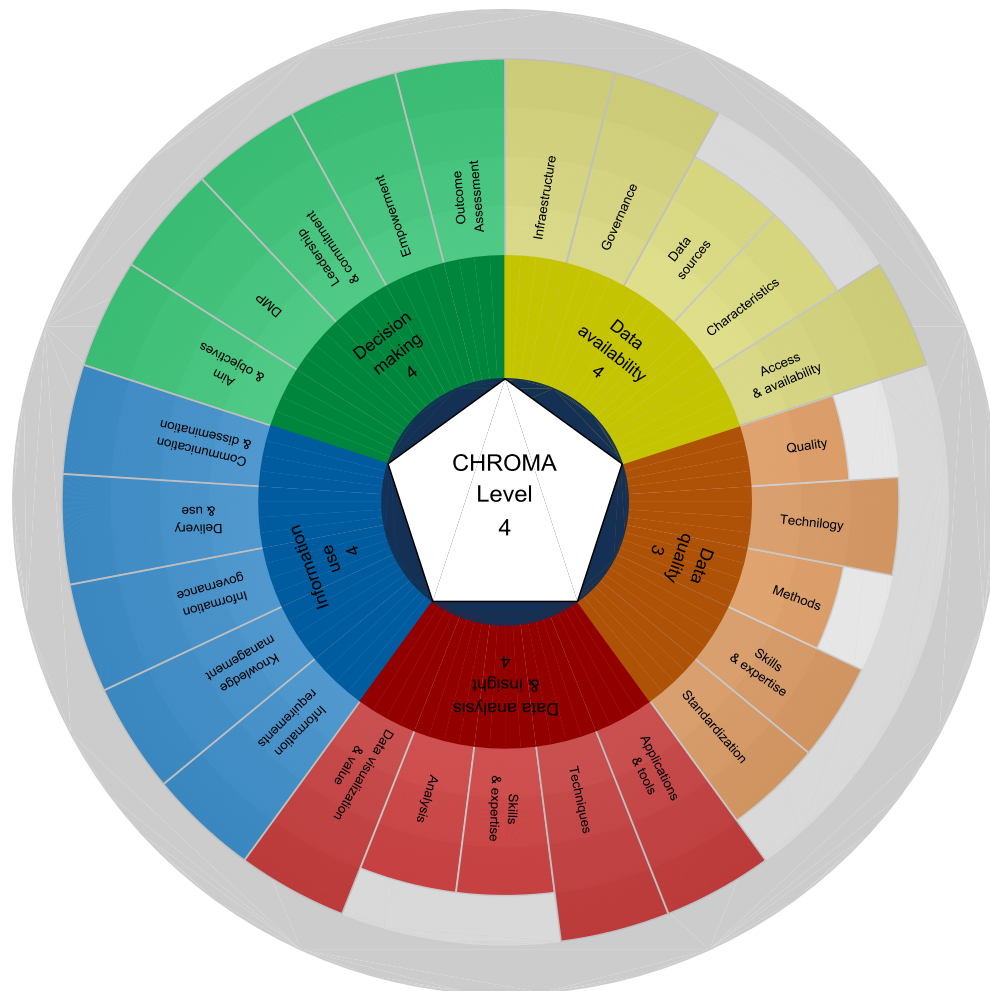 CHROMA
Level
4
Data
availability
4
Data
quality
3
Data analysis
& insight
4
Information
use
4
Decision
making
4
Infraestructure
Governance
Data
sources
Characteristics
Access
& availability
Quality
Technilogy
Methods
Skills
& expertise
Standardization
Applications
& tools
Techniques
Skills
& expertise
Analysis
Data visualization
& value
Information
requirements
Knowledge
management
Information
governance
Delivery
& use
Communication
& dissemination
Aim
& objectives
DMP
Leadership
& commitment
Empowerment
Outcome
Assessment